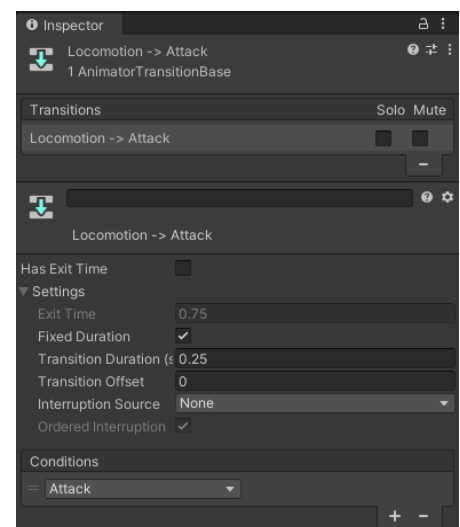 Inspector
Locomotion -> Attack
1 AnimatorTransitionBase
Transitions Solo Mute
Locomotion -> Attack
Locomotion -> Attack
Has Exit Time
Settings
Exit Time 0.75
Fixed Duration
Transition Duration (s 0.25
Transition Offset 0
Interruption Source None
Ordered Interruption
Conditions
Attack